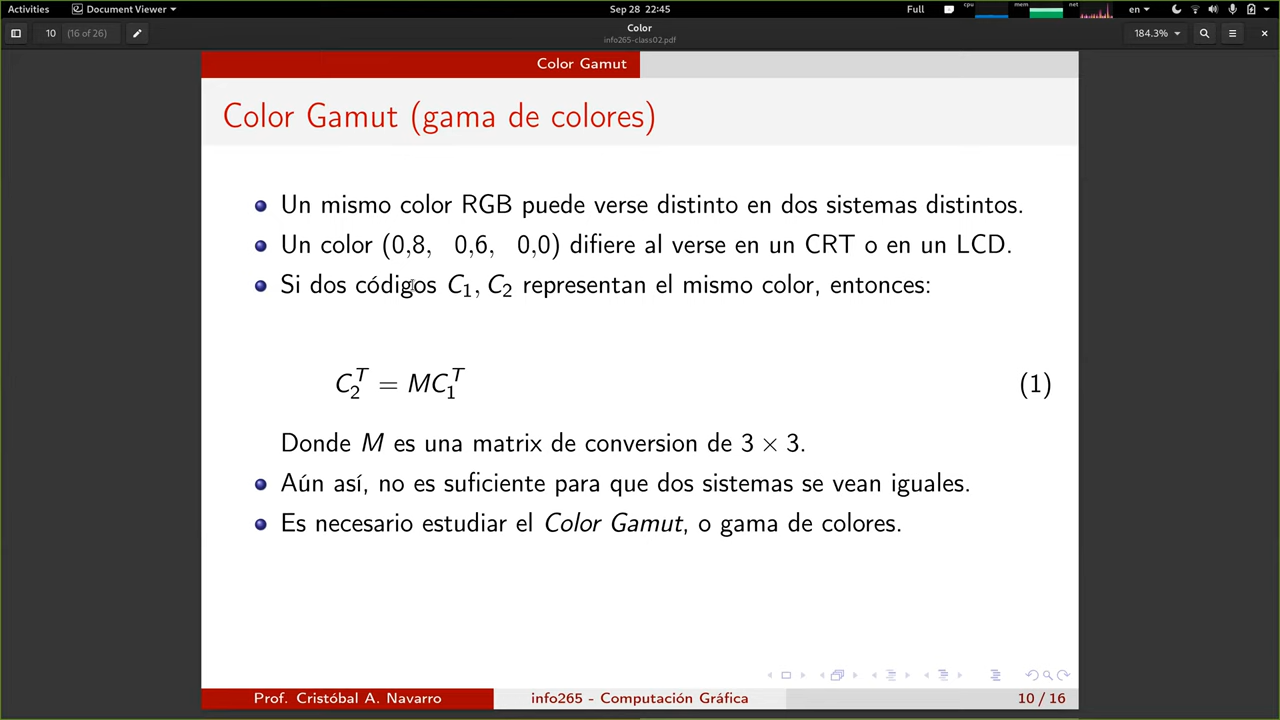 Activities
Document Viewer
Sep 28 22:45
Full
cpu
mem
net
en
10
(16 of 26)
Color
info265-class02.pdf
184.3%
Color Gamut
Color Gamut (gama de colores)
Un mismo color RGB puede verse distinto en dos sistemas distintos.
Un color (0,8, 0,6, 0,0) difiere al verse en un CRT o en un LCD.
Si dos códigos C₁, C₂ representan el mismo color, entonces:
C₂ᵀ = MC₁ᵀ (1)
Donde M es una matrix de conversion de 3 × 3.
Aún así, no es suficiente para que dos sistemas se vean iguales.
Es necesario estudiar el Color Gamut, o gama de colores.
Prof. Cristóbal A. Navarro
info265 - Computación Gráfica
10 / 16